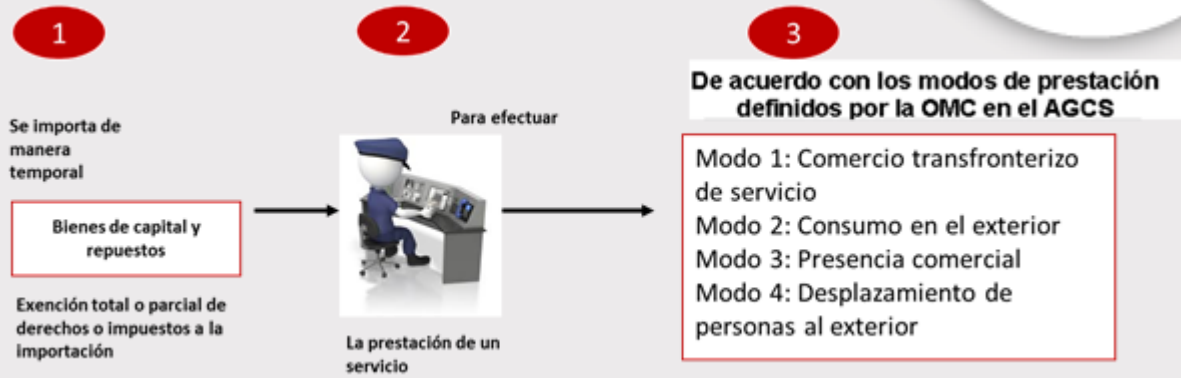 1
Se importa de
manera
temporal
Bienes de capital y
repuestos
Exención total o parcial de
derechos o impuestos a la
importación
2
Para efectuar
La prestación de un
servicio
3
De acuerdo con los modos de prestación
definidos por la OMC en el AGCS
Modo 1: Comercio transfronterizo
de servicio
Modo 2: Consumo en el exterior
Modo 3: Presencia comercial
Modo 4: Desplazamiento de
personas al exterior